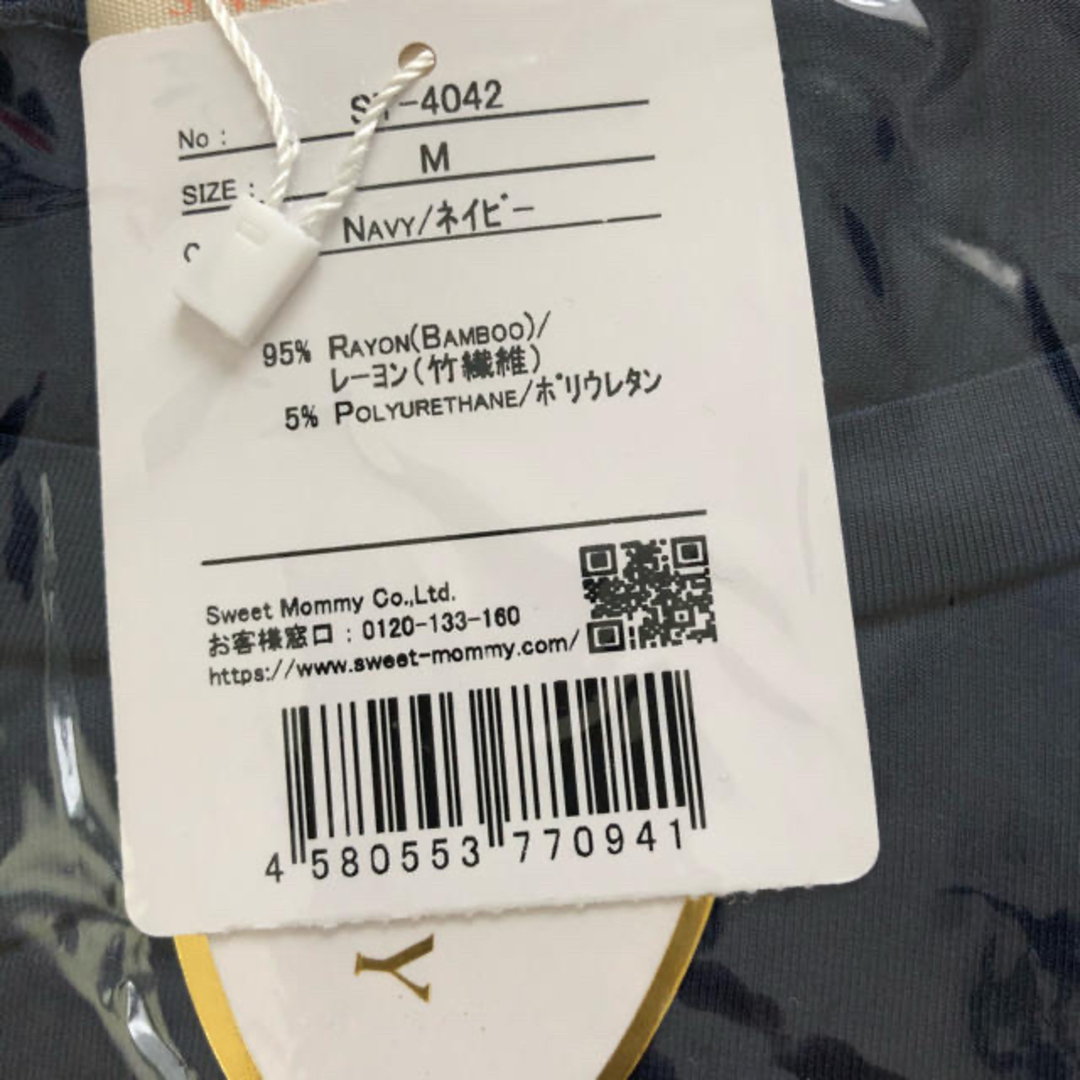 No : S -4042
SIZE : M
C NAVY/ネイビー
95% RAYON(BAMBOO)/
レーヨン(竹繊維)
5% POLYURETHANE/ポリウレタン
Sweet Mommy Co.,Ltd.
お客様窓口 : 0120-133-160
https://www.sweet-mommy.com/
4 580553 770941
Y